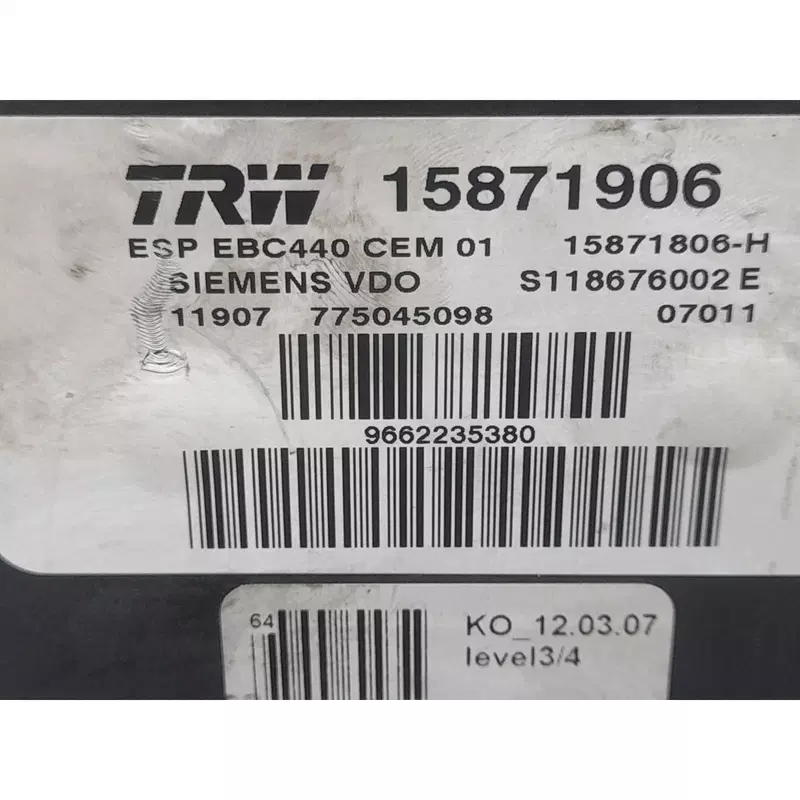 TRW 15871906
ESP EBC440 CEM 01 15871806-H
SIEMENS VDO S118676002 E
11907 775045098 07011
9662235380
64
KO_12.03.07
level3/4